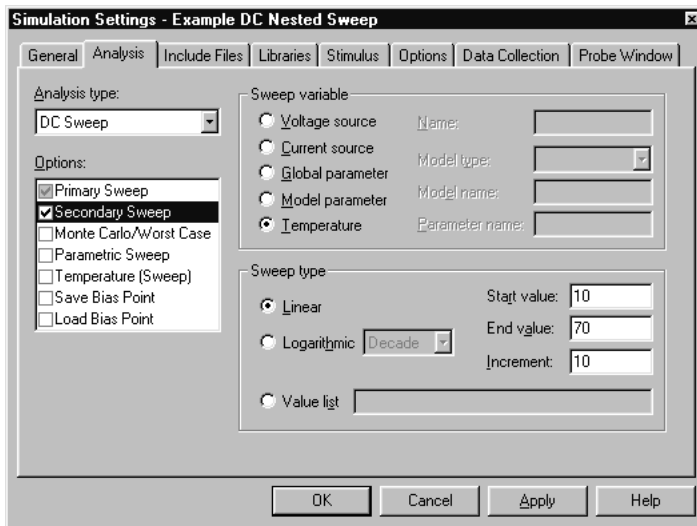 Simulation Settings - Example DC Nested Sweep
General Analysis Include Files Libraries Stimulus Options Data Collection Probe Window
Analysis type:
DC Sweep
Options:
Primary Sweep
Secondary Sweep
Monte Carlo/Worst Case
Parametric Sweep
Temperature (Sweep)
Save Bias Point
Load Bias Point
Sweep variable
Voltage source
Name:
Current source
Model type:
Global parameter
Model parameter
Model name:
Temperature
Parameter name:
Sweep type
Linear
Start value: 10
Logarithmic Decade
End value: 70
Increment: 10
Value list
OK Cancel Apply Help